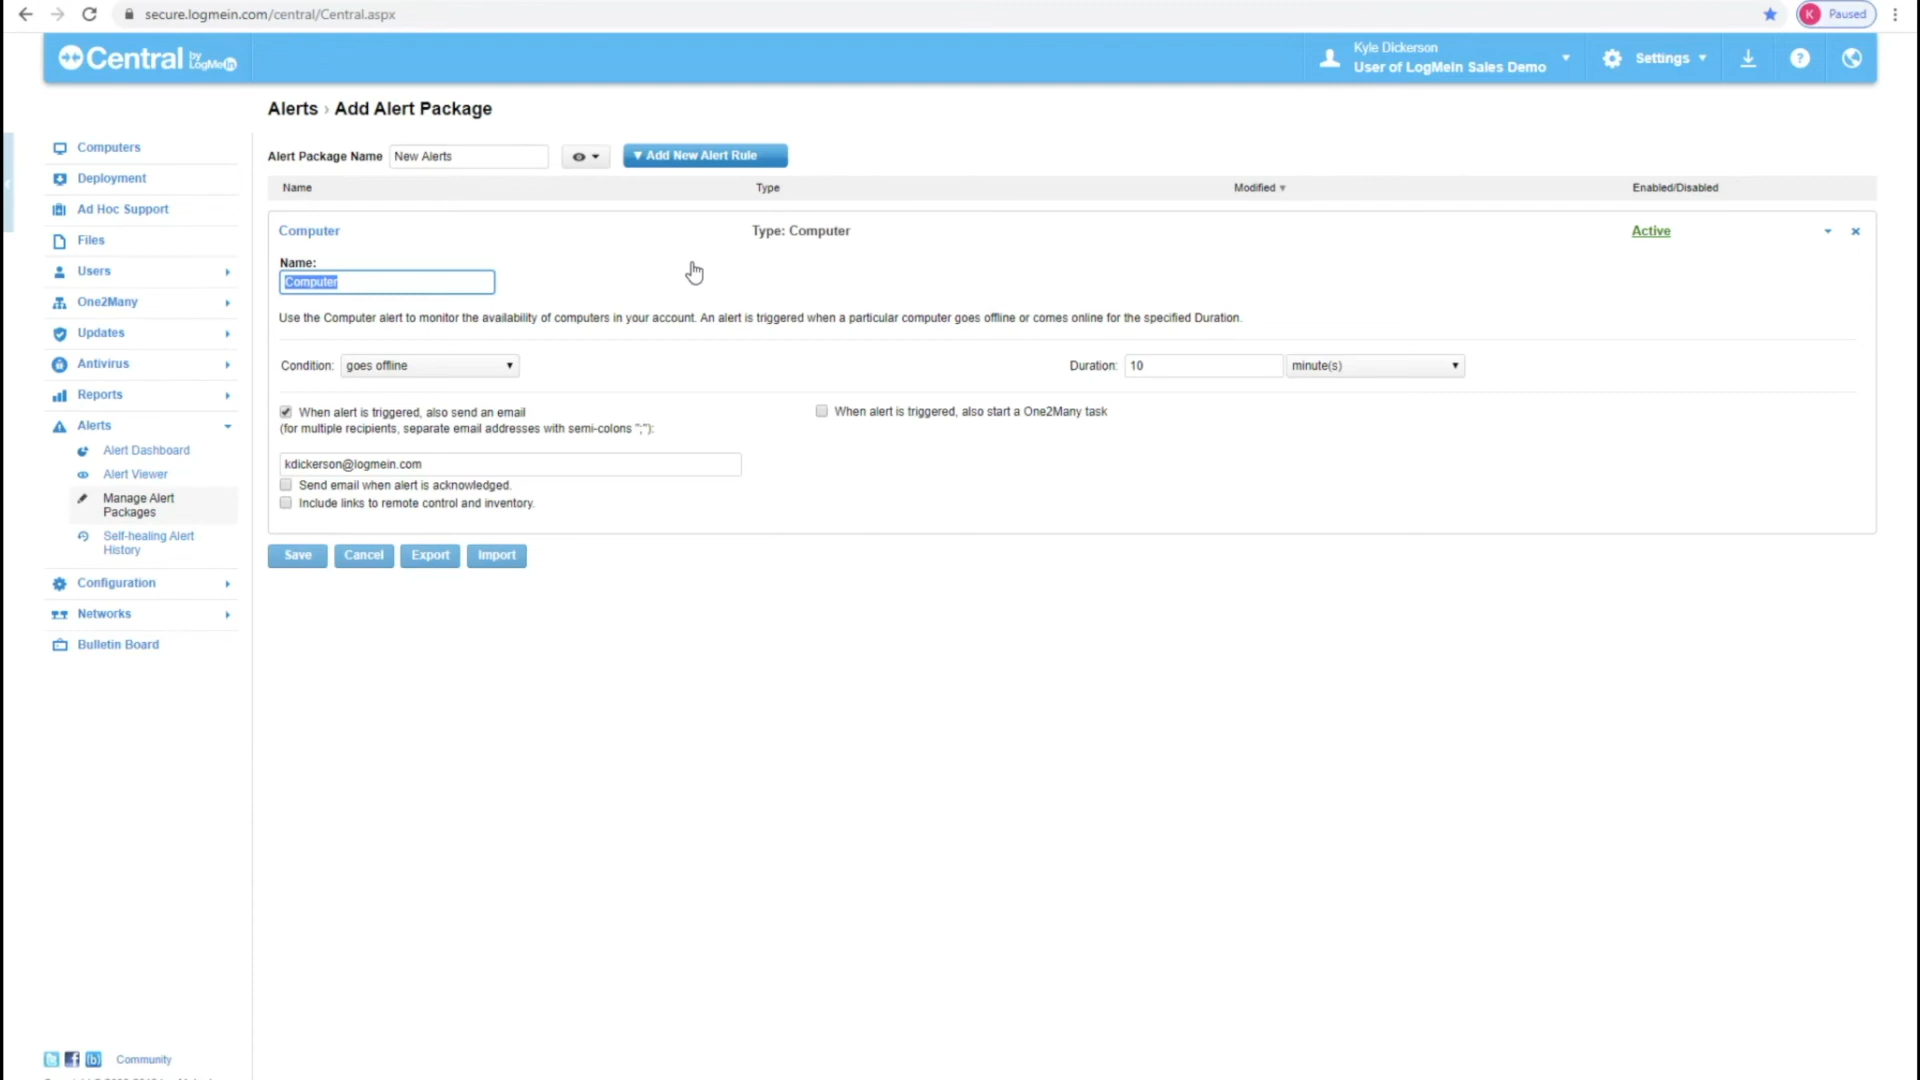 secure.logmein.com/central/Central.aspx
K Paused
Central by LogMeIn
Kyle Dickerson
User of LogMeIn Sales Demo
Settings
?
Alerts › Add Alert Package
Computers
Deployment
Ad Hoc Support
Files
Users
One2Many
Updates
Antivirus
Reports
Alerts
Alert Dashboard
Alert Viewer
Manage Alert
Packages
Self-healing Alert
History
Configuration
Networks
Bulletin Board
Alert Package Name New Alerts
Add New Alert Rule
Name Type Modified Enabled/Disabled
Computer Type: Computer Active
Name:
Computer
Use the Computer alert to monitor the availability of computers in your account. An alert is triggered when a particular computer goes offline or comes online for the specified Duration.
Condition: goes offline Duration: 10 minute(s)
When alert is triggered, also send an email
(for multiple recipients, separate email addresses with semi-colons ";"):
When alert is triggered, also start a One2Many task
kdickerson@logmein.com
Send email when alert is acknowledged.
Include links to remote control and inventory.
Save Cancel Export Import
Community